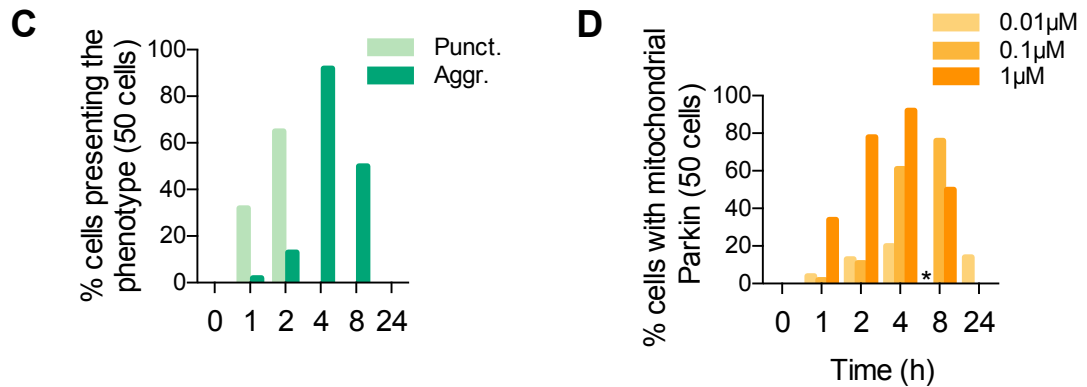 C
% cells presenting the
phenotype (50 cells)
100
80
60
40
20
0
0 1 2 4 8 24
Punct.
Aggr.
D
% cells with mitochondrial
Parkin (50 cells)
100
80
60
40
20
0
*
0 1 2 4 8 24
Time (h)
0.01µM
0.1µM
1µM